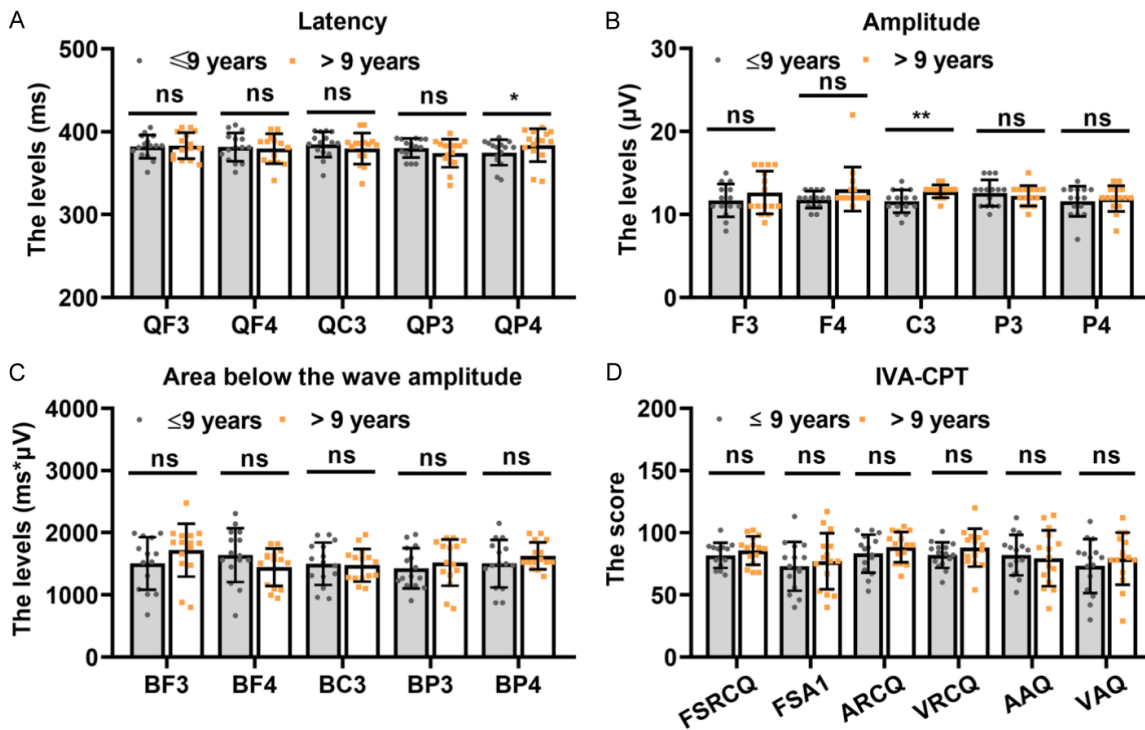 A
Latency
⩽9 years > 9 years
ns ns ns ns *
The levels (ms)
500
400
300
200
QF3 QF4 QC3 QP3 QP4
B
Amplitude
≤9 years > 9 years
ns ns ** ns ns
The levels (μV)
30
20
10
0
F3 F4 C3 P3 P4
C
Area below the wave amplitude
≤9 years > 9 years
ns ns ns ns ns
The levels (ms*μV)
4000
3000
2000
1000
0
BF3 BF4 BC3 BP3 BP4
D
IVA-CPT
≤ 9 years > 9 years
ns ns ns ns ns ns
The score
200
150
100
50
0
FSRCQ FSA1 ARCQ VRCQ AAQ VAQ